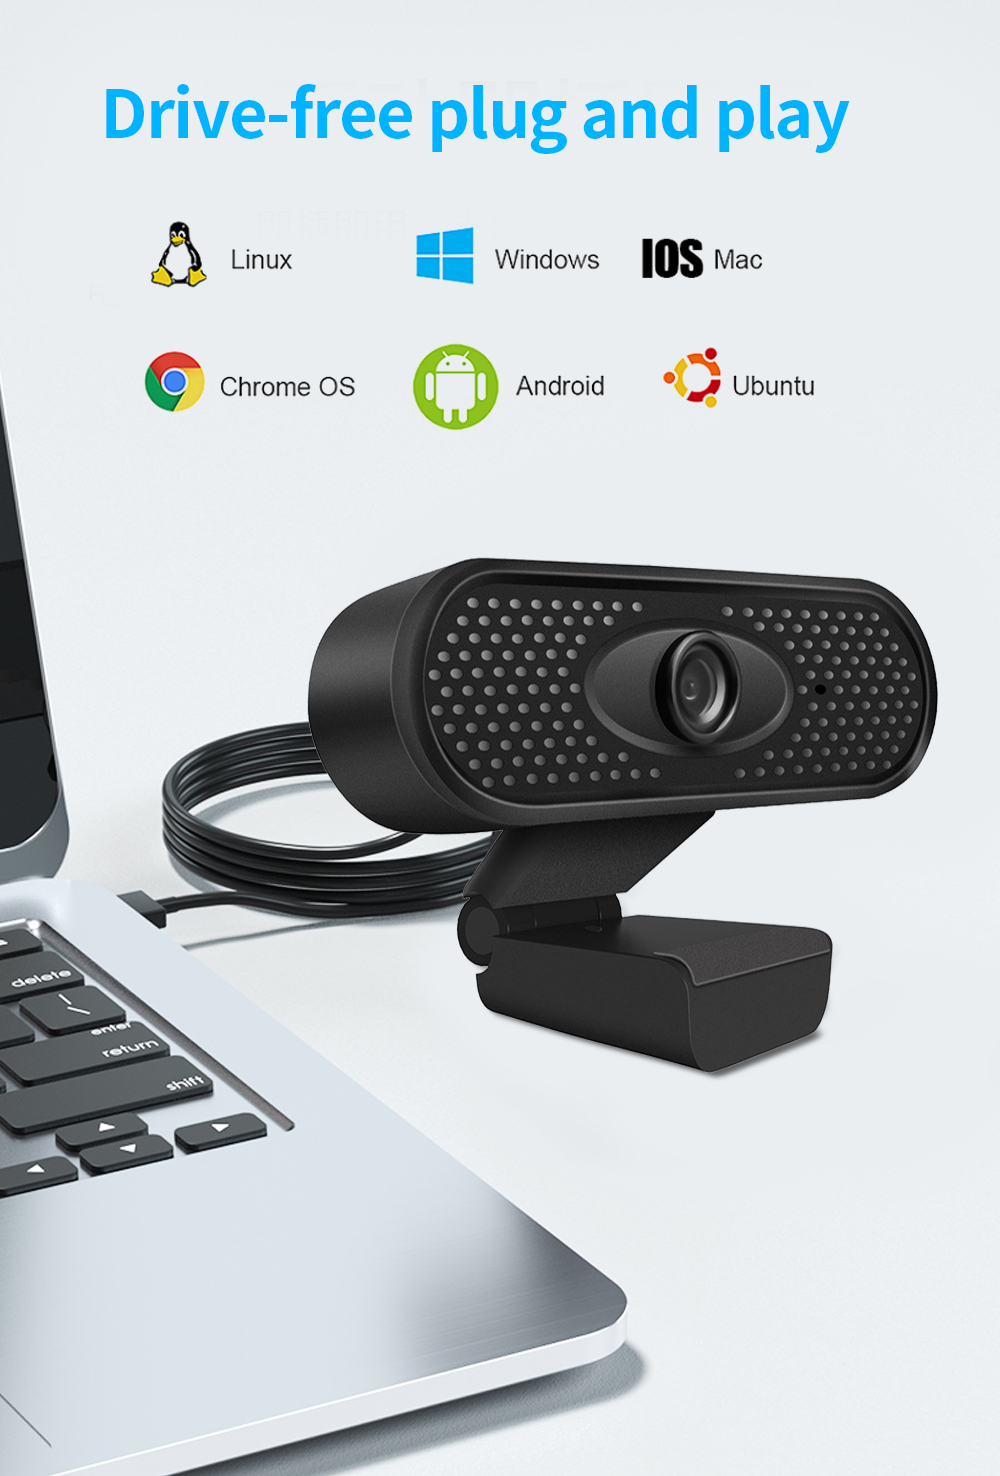 Drive-free plug and play
Linux
Windows
IOS Mac
Chrome OS
Android
Ubuntu
delete
enter
return
shift